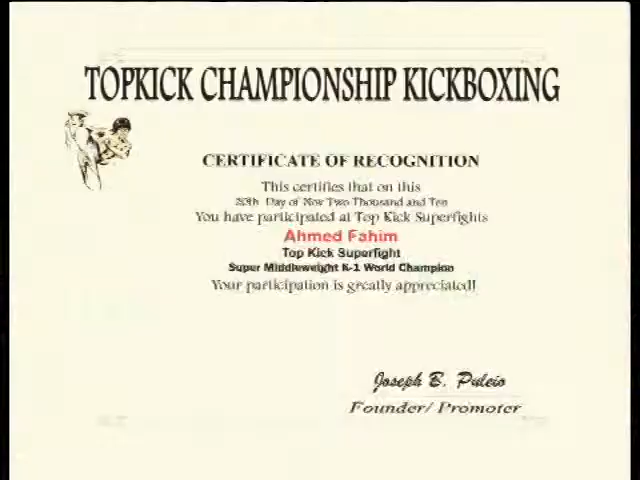 TOPKICK CHAMPIONSHIP KICKBOXING
CERTIFICATE OF RECOGNITION
This certifies that on this
20th Day of Nov Two Thousand and Ten
You have participated at Top Kick Superfights
Ahmed Fahim
Top Kick Superfight
Super Middleweight K-1 World Champion
Your participation is greatly appreciated!
Joseph B. Puleio
Founder/ Promoter